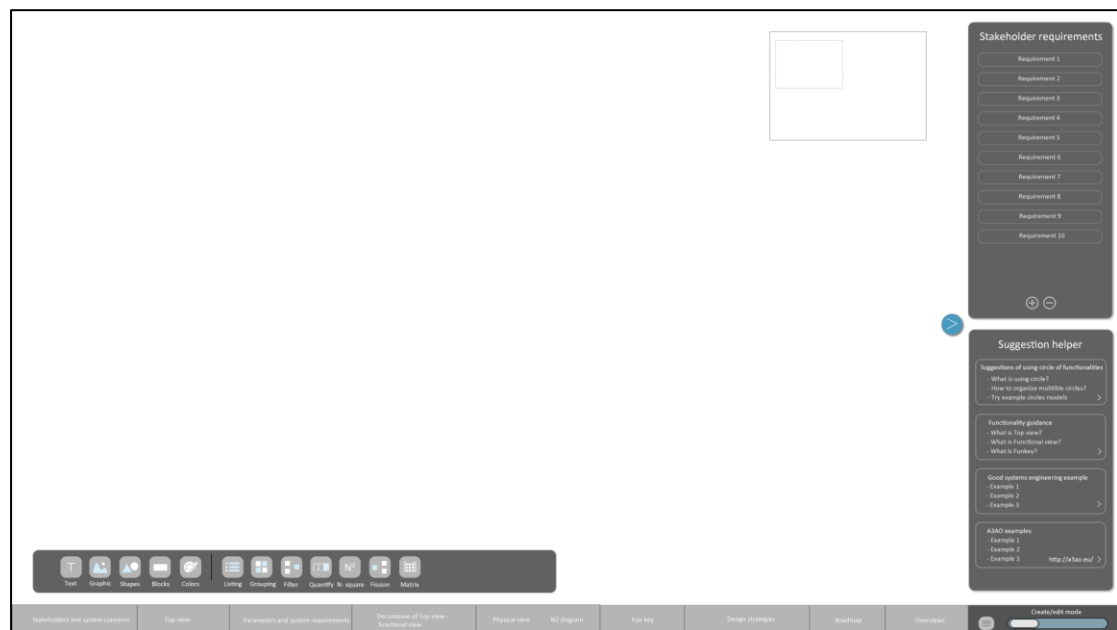 Stakeholder requirements
Requirement 1
Requirement 2
Requirement 3
Requirement 4
Requirement 5
Requirement 6
Requirement 7
Requirement 8
Requirement 9
Requirement 10
>
Suggestion helper
Suggestions of using circle of functionalities
- What is using circle?
- How to organize multible circles?
- Try example circles models >
Functionality guidance
- What is Top view?
- What is Functional view?
- What is Funkey? >
Good systems engineering example
- Example 1
- Example 2
- Example 3 >
A3AO examples
- Example 1
- Example 2
- Example 3 http://a3ao.eu/ >
T N²
Text Graphic Shapes Blocks Colors Listing Grouping Filter Quantify N- square Fission Matrix
Stakeholders and system concerns Top view Parameters and system requirements Decompose of Top view-
functional view Physical view N2 diagram Fun key Design strategies Roadmap Overviewer
Create/edit mode